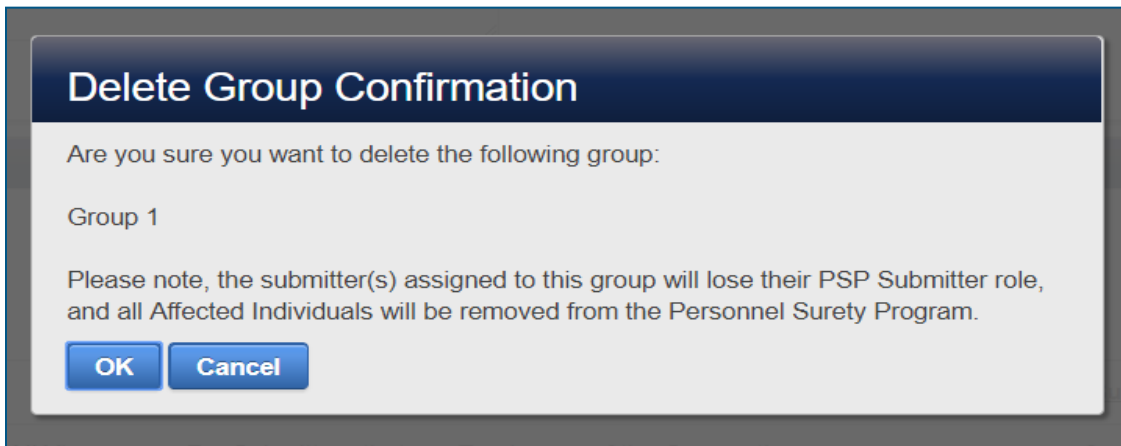 Delete Group Confirmation
Are you sure you want to delete the following group:
Group 1
Please note, the submitter(s) assigned to this group will lose their PSP Submitter role,
and all Affected Individuals will be removed from the Personnel Surety Program.
OK Cancel